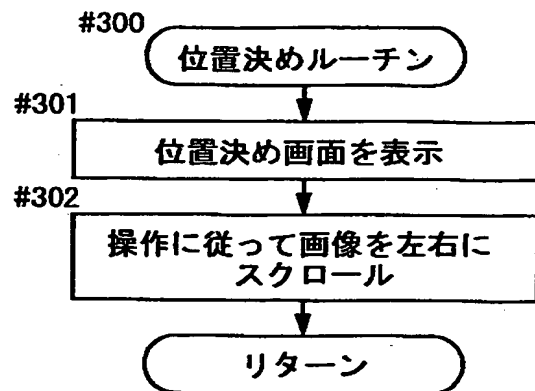 #300
位置決めルーチン
#301
位置決め画面を表示
#302
操作に従って画像を左右に
スクロール
リターン